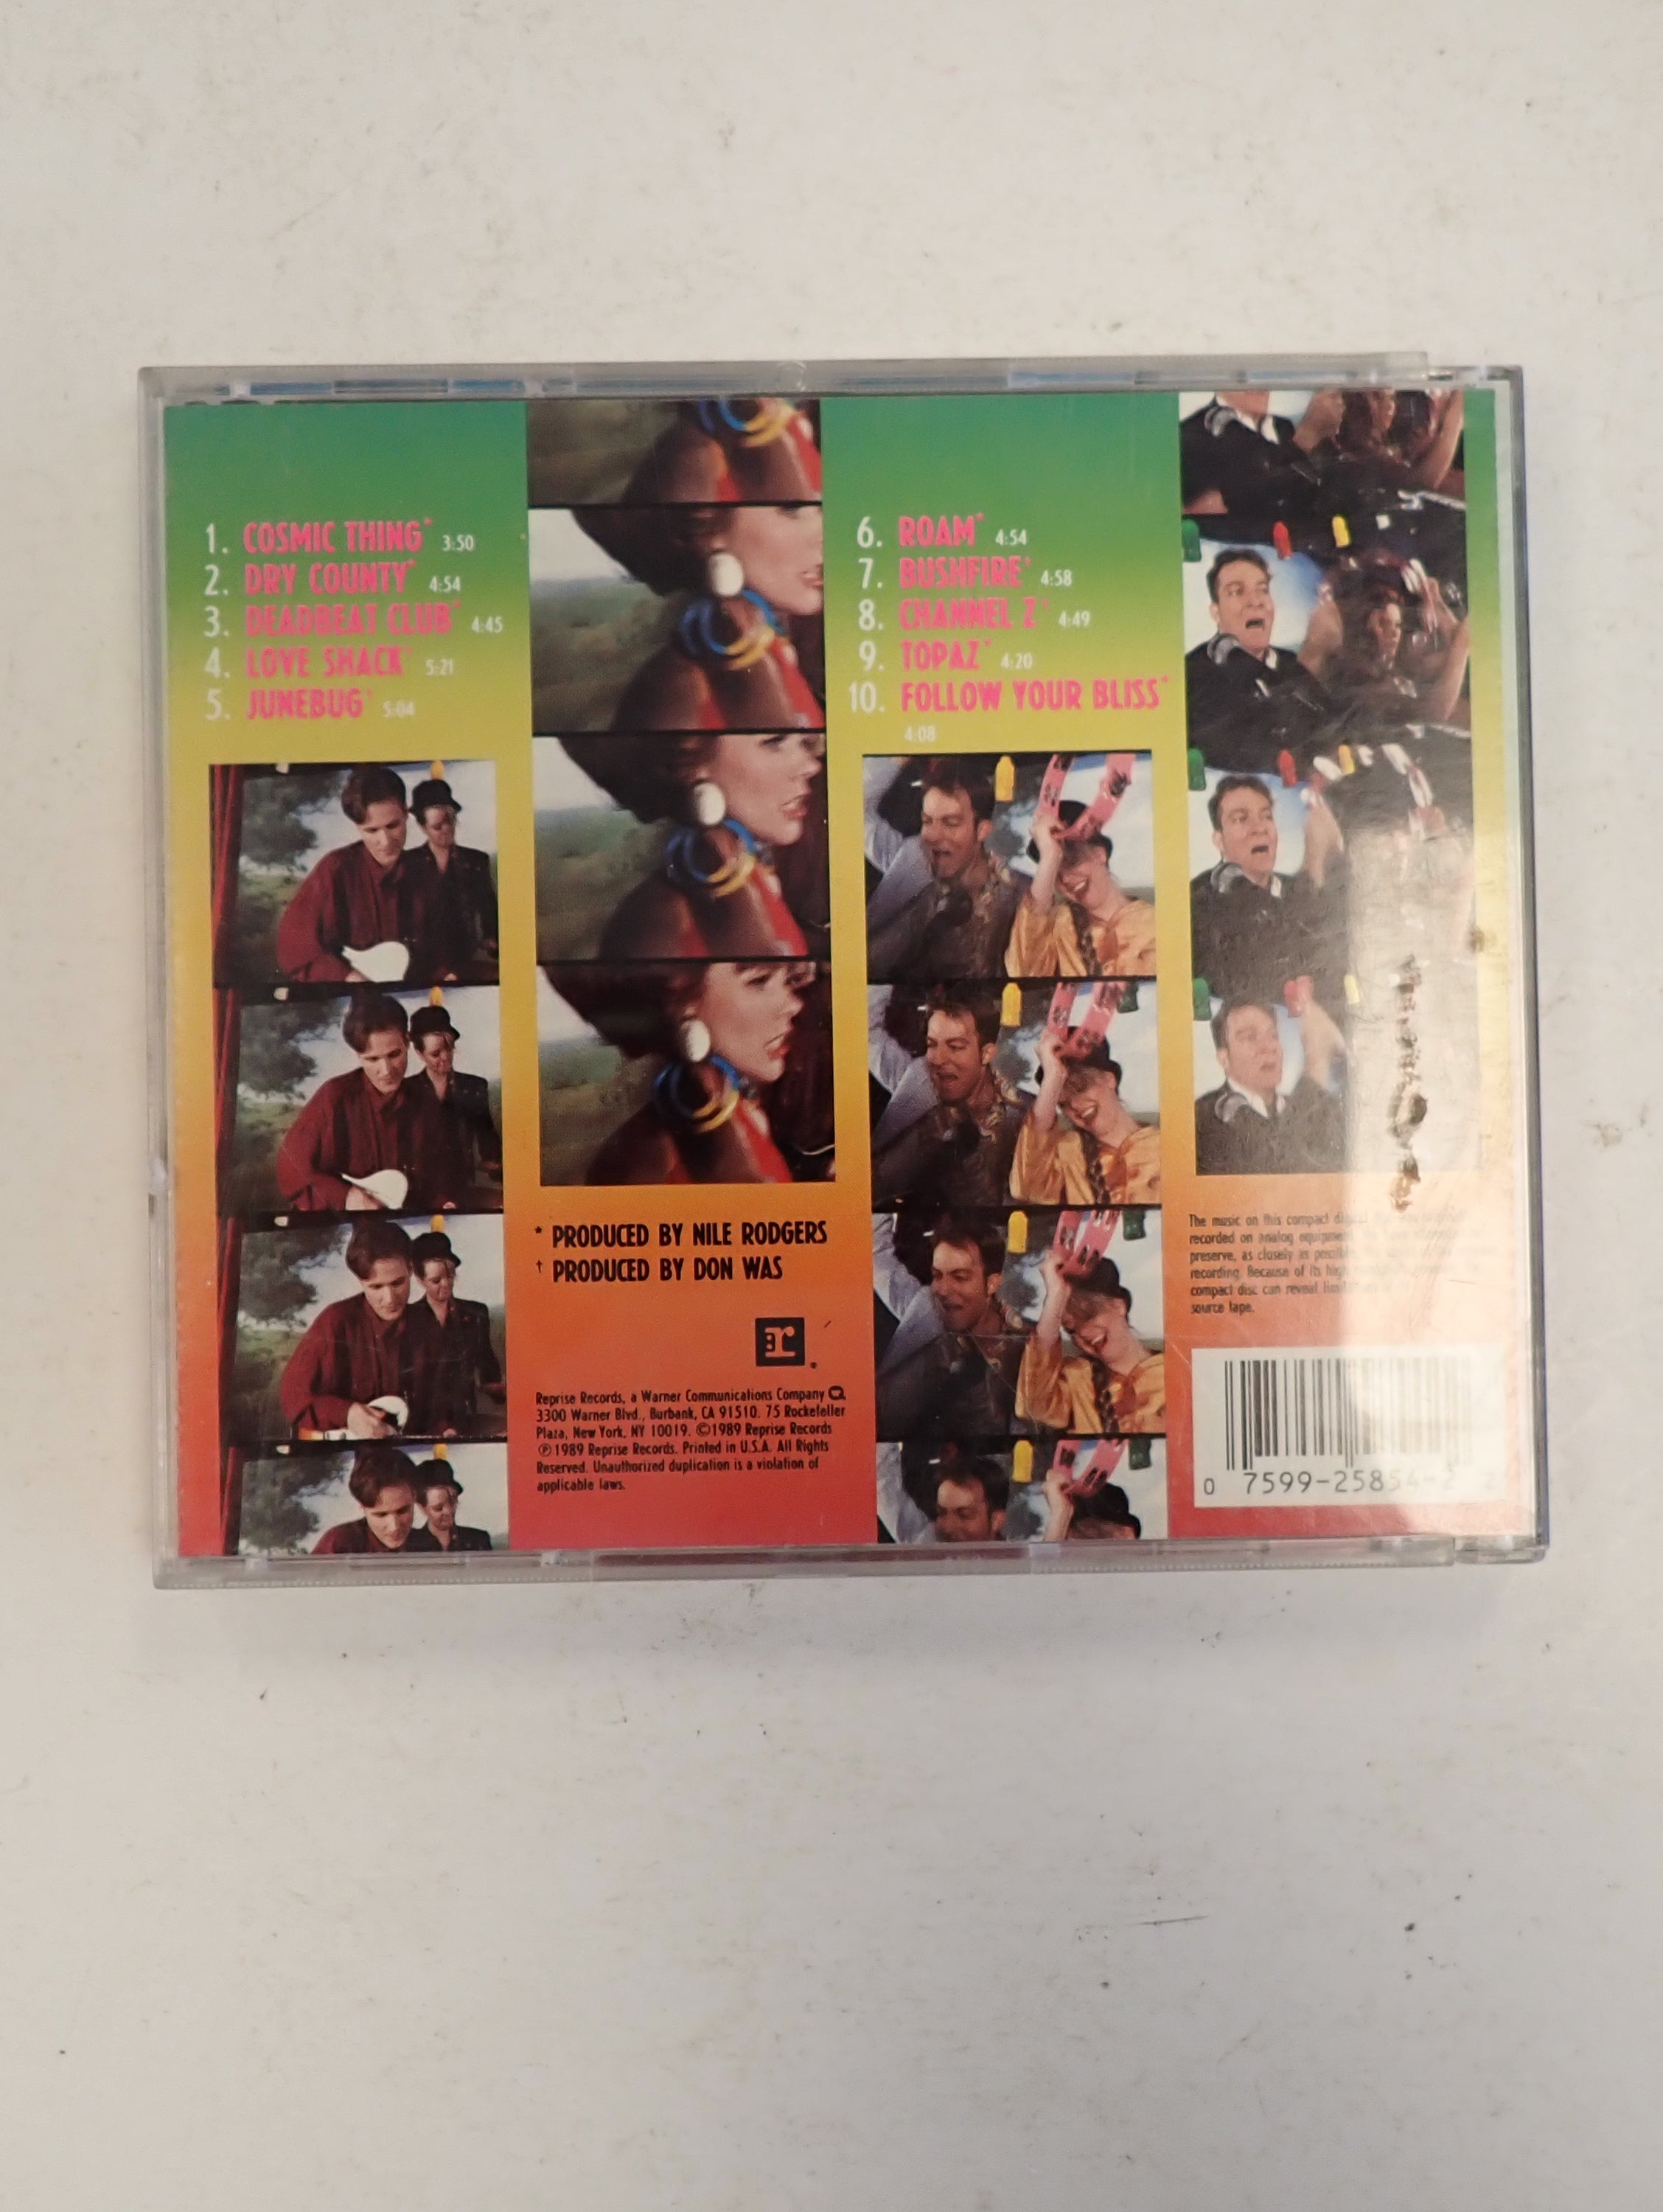 1. COSMIC THING* 3:50
2. DRY COUNTY* 4:54
3. DEADBEAT CLUB* 4:45
4. LOVE SHACK† 5:21
5. JUNEBUG† 5:04
6. ROAM* 4:54
7. BUSHFIRE† 4:58
8. CHANNEL Z† 4:49
9. TOPAZ* 4:20
10. FOLLOW YOUR BLISS*
4:08
* PRODUCED BY NILE RODGERS
† PRODUCED BY DON WAS
r
Reprise Records, a Warner Communications Company
3300 Warner Blvd., Burbank, CA 91510. 75 Rockefeller
Plaza, New York, NY 10019. ©1989 Reprise Records
℗ 1989 Reprise Records. Printed in U.S.A. All Rights
Reserved. Unauthorized duplication is a violation of
applicable laws.
The music on this compact
recorded on analog
preserve, as closely as
recording. Because of its
compact disc can reveal
source tape.
0 7599-25854-2 2